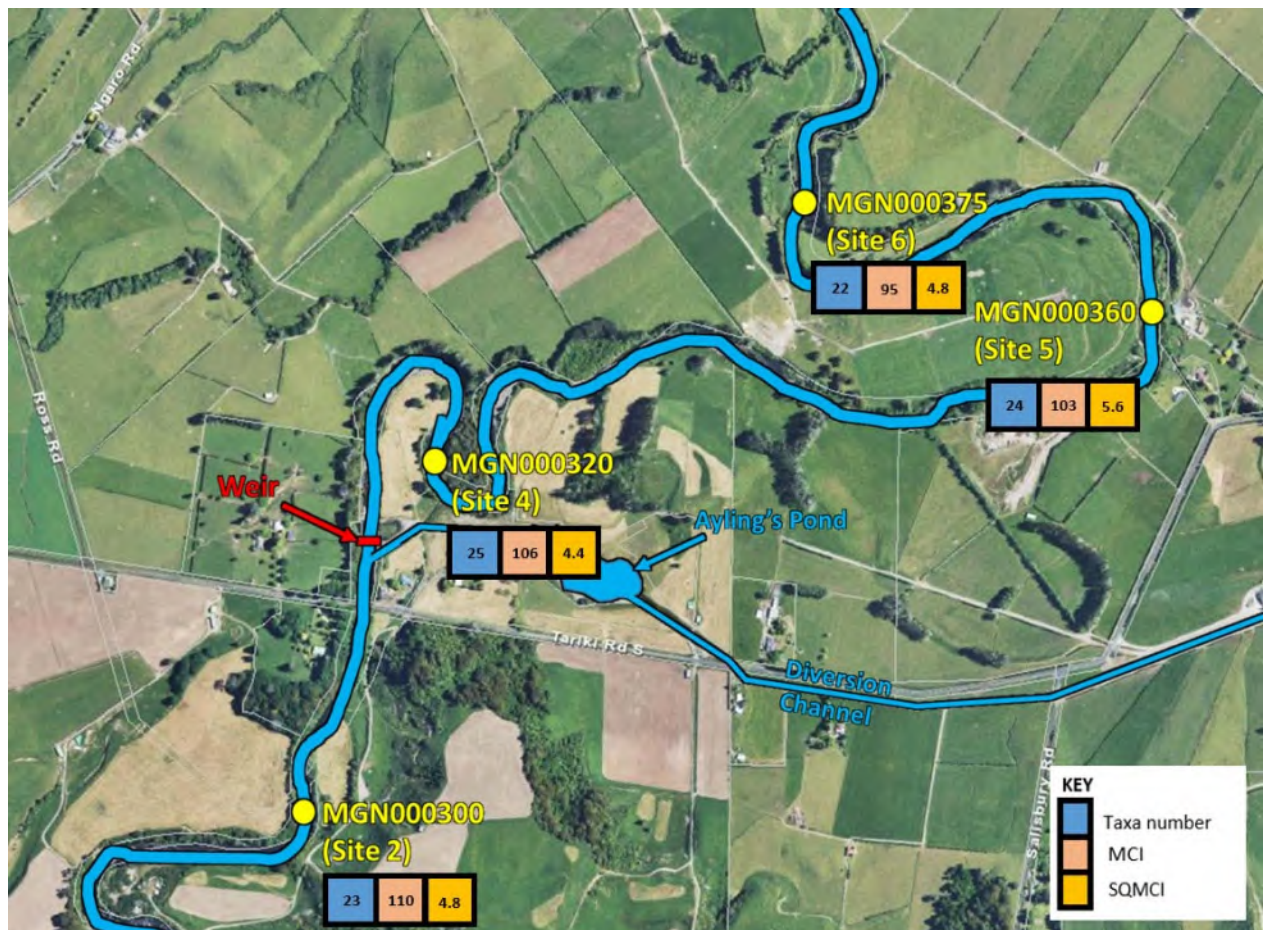 Ngaro Rd
MGN000375
(Site 6)
22 95 4.8
MGN000360
(Site 5)
24 103 5.6
Ross Rd
MGN000320
(Site 4)
Weir
25 106 4.4
Ayling's Pond
Tariki Rd S
Diversion
Channel
Salisbury Rd
MGN000300
(Site 2)
23 110 4.8
KEY
Taxa number
MCI
SQMCI